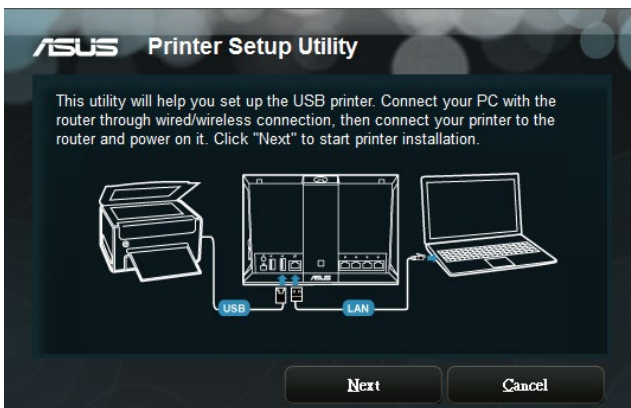 ASUS Printer Setup Utility
This utility will help you set up the USB printer. Connect your PC with the
router through wired/wireless connection, then connect your printer to the
router and power on it. Click "Next" to start printer installation.
ASUS
USB
LAN
Next
Cancel